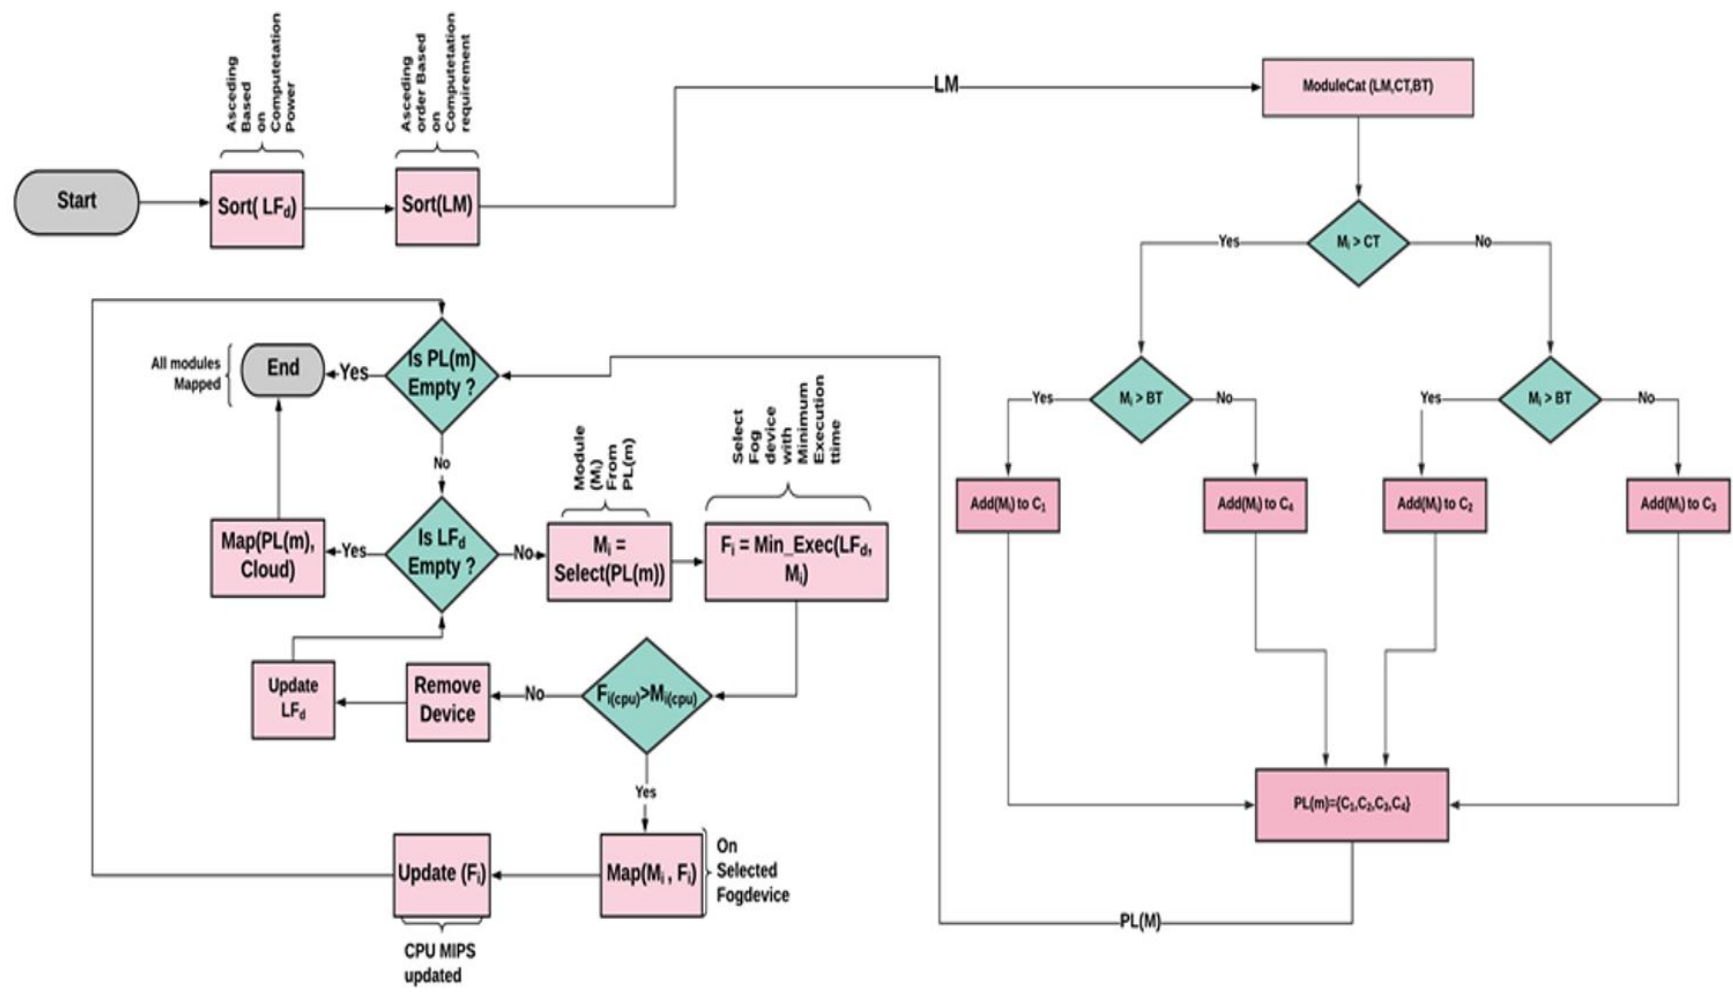 Asceding
Based
on
Computetation
Power
Asceding
order Based
on
Computetation
requirement
Start
Sort( LFd)
Sort(LM)
LM
ModuleCat (LM,CT,BT)
Mi > CT
Yes
No
Mi > BT
Yes
No
Mi > BT
Yes
No
Add(Mi) to C1
Add(Mi) to C4
Add(Mi) to C2
Add(Mi) to C3
PL(m)={C1,C2,C3,C4}
PL(M)
Is PL(m)
Empty ?
Yes
End
All modules
Mapped
No
Is LFd
Empty ?
Yes
Map(PL(m),
Cloud)
No
Module
(Mi)
From
PL(m)
Mi =
Select(PL(m))
Select
Fog
device
with
Minimum
Execution
ttime
Fi = Min_Exec(LFd,
Mi)
Fi(cpu)>Mi(cpu)
No
Remove
Device
Update
LFd
Yes
Map(Mi , Fi)
On
Selected
Fogdevice
Update (Fi)
CPU MIPS
updated